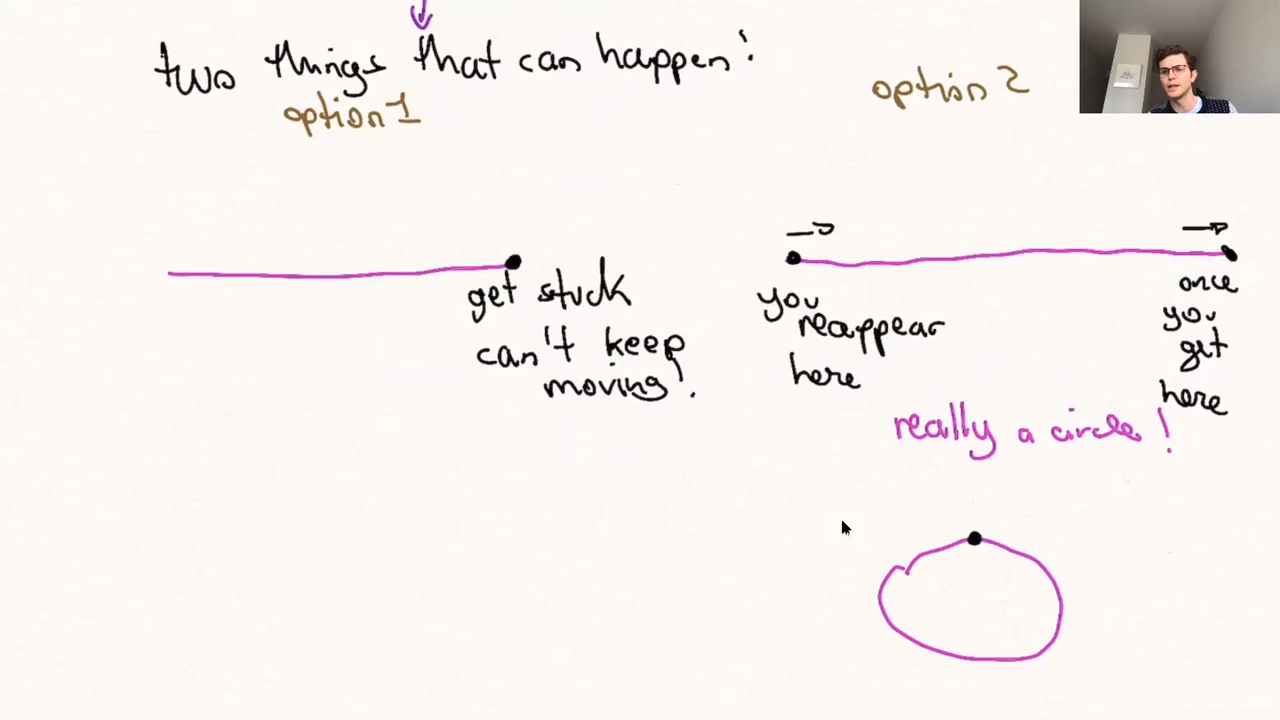 two things that can happen:
option 1
option 2
get stuck
can't keep
moving!
you
reappear
here
once
you
get
here
really a circle!